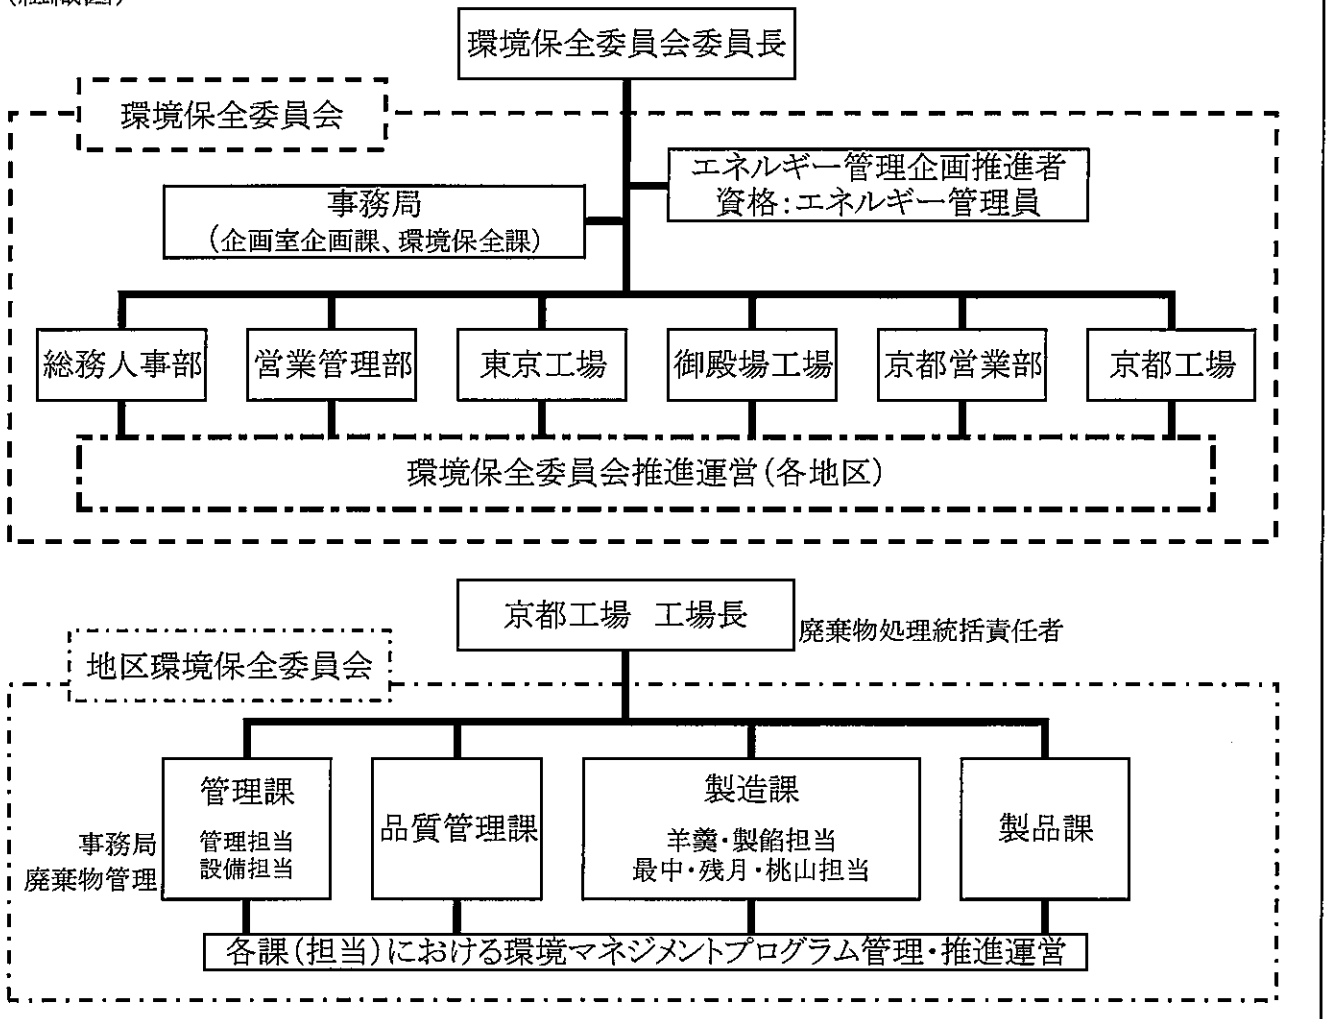 環境保全委員会委員長
環境保全委員会
エネルギー管理企画推進者
資格:エネルギー管理員
事務局
(企画室企画課、環境保全課)
総務人事部
営業管理部
東京工場
御殿場工場
京都営業部
京都工場
環境保全委員会推進運営(各地区)
京都工場 工場長
廃棄物処理統括責任者
地区環境保全委員会
事務局
廃棄物管理
管理課
管理担当
設備担当
品質管理課
製造課
羊羹・製餡担当
最中・残月・桃山担当
製品課
各課(担当)における環境マネジメントプログラム管理・推進運営